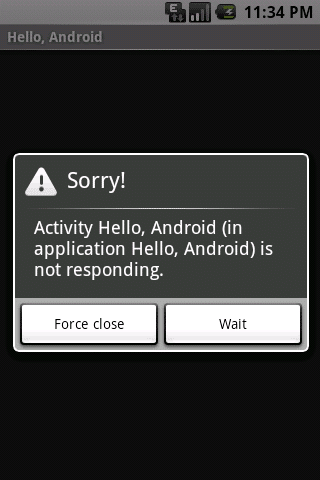 E
11:34 PM
Hello, Android
Sorry!
Activity Hello, Android (in
application Hello, Android) is
not responding.
Force close
Wait